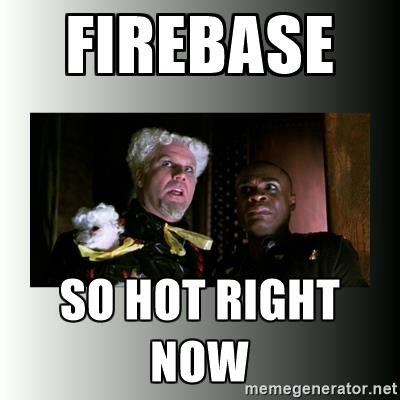 FIREBASE
SO HOT RIGHT
NOW
memegenerator.net